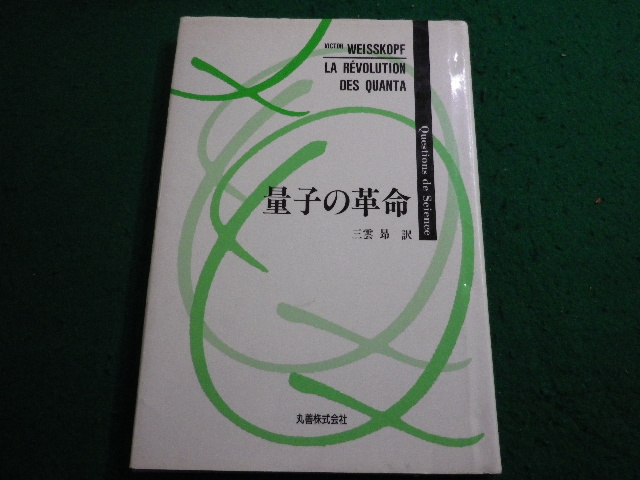 VICTOR WEISSKOPF
LA RÉVOLUTION
DES QUANTA
Questions de Science
量子の革命
三雲 昂 訳
丸善株式会社